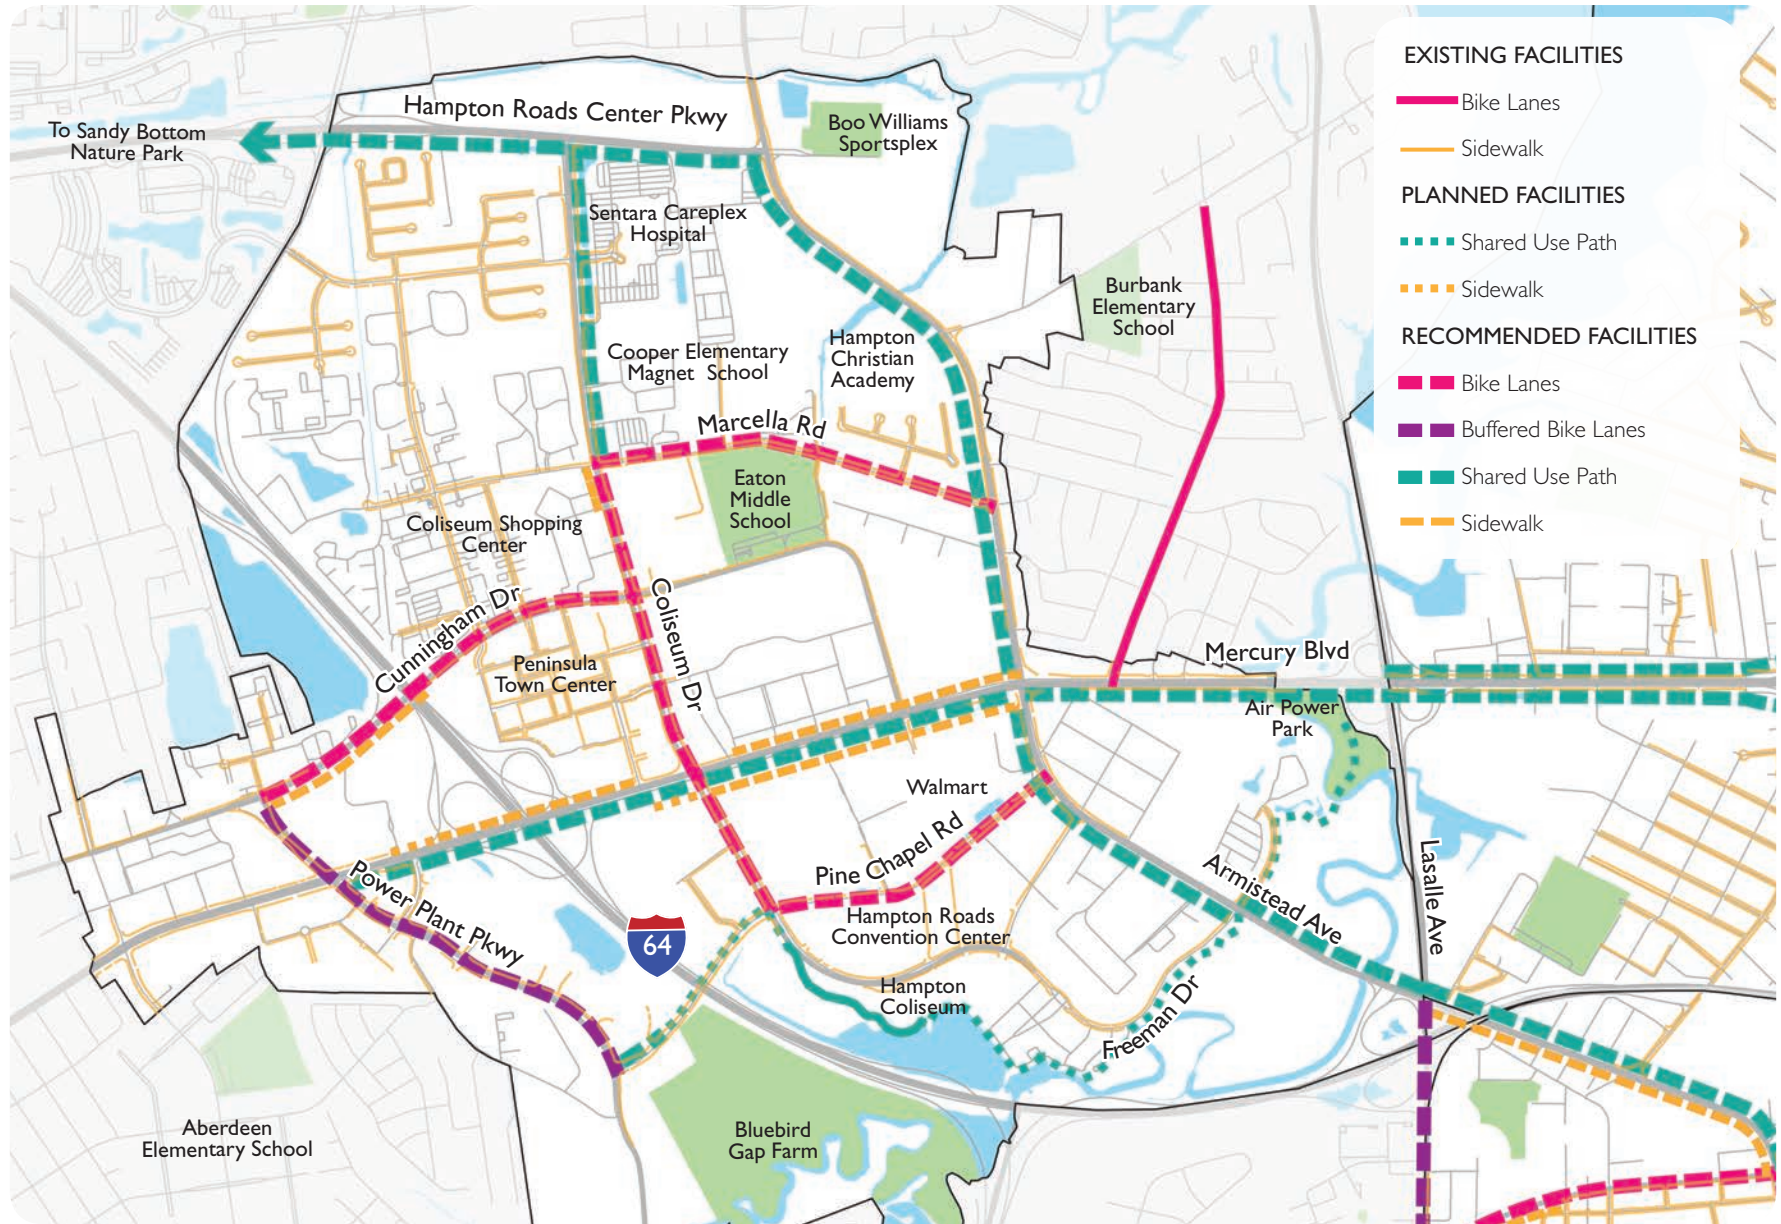 Hampton Roads Center Pkwy
To Sandy Bottom
Nature Park
Boo Williams
Sportsplex
Sentara Careplex
Hospital
Burbank
Elementary
School
Cooper Elementary
Magnet School
Hampton
Christian
Academy
Marcella Rd
Eaton
Middle
School
Coliseum Shopping
Center
Cunningham Dr
Coliseum Dr
Peninsula
Town Center
Mercury Blvd
Air Power
Park
Walmart
Pine Chapel Rd
Power Plant Pkwy
Armistead Ave
Lasalle Ave
Hampton Roads
Convention Center
64
Hampton
Coliseum
Freeman Dr
Aberdeen
Elementary School
Bluebird
Gap Farm
EXISTING FACILITIES
Bike Lanes
Sidewalk
PLANNED FACILITIES
Shared Use Path
Sidewalk
RECOMMENDED FACILITIES
Bike Lanes
Buffered Bike Lanes
Shared Use Path
Sidewalk